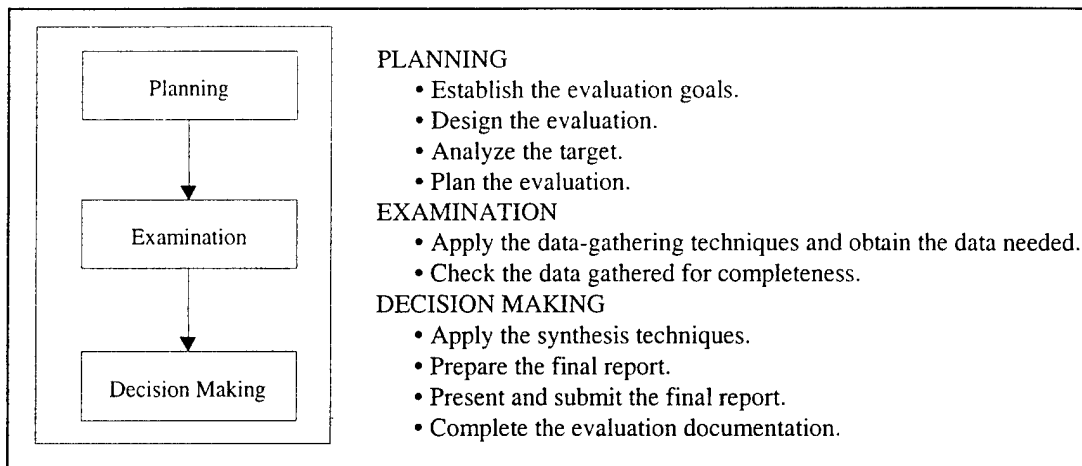 Planning
Examination
Decision Making
PLANNING
• Establish the evaluation goals.
• Design the evaluation.
• Analyze the target.
• Plan the evaluation.
EXAMINATION
• Apply the data-gathering techniques and obtain the data needed.
• Check the data gathered for completeness.
DECISION MAKING
• Apply the synthesis techniques.
• Prepare the final report.
• Present and submit the final report.
• Complete the evaluation documentation.